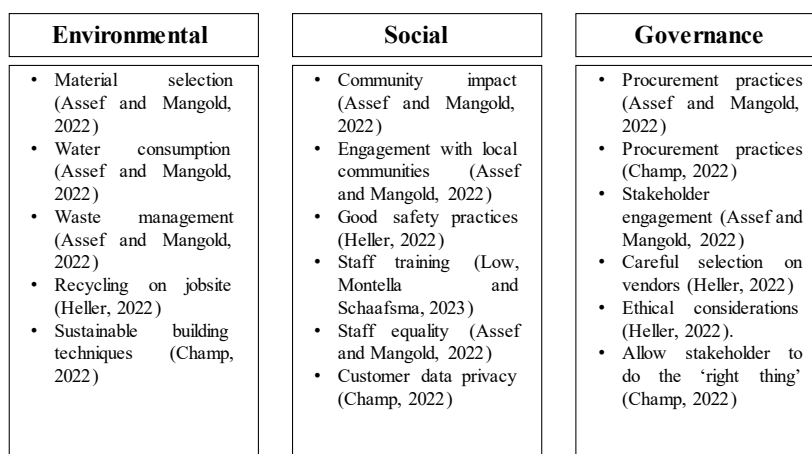 Environmental
• Material selection
(Assef and Mangold,
2022)
• Water consumption
(Assef and Mangold,
2022)
• Waste management
(Assef and Mangold,
2022)
• Recycling on jobsite
(Heller, 2022)
• Sustainable building
techniques (Champ,
2022)
Social
• Community impact
(Assef and Mangold,
2022)
• Engagement with local
communities (Assef
and Mangold, 2022)
• Good safety practices
(Heller, 2022)
• Staff training (Low,
Montella and
Schaafsma, 2023)
• Staff equality (Assef
and Mangold, 2022)
• Customer data privacy
(Champ, 2022)
Governance
• Procurement practices
(Assef and Mangold,
2022)
• Procurement practices
(Champ, 2022)
• Stakeholder
engagement (Assef and
Mangold, 2022)
• Careful selection on
vendors (Heller, 2022)
• Ethical considerations
(Heller, 2022).
• Allow stakeholder to
do the ‘right thing’
(Champ, 2022)